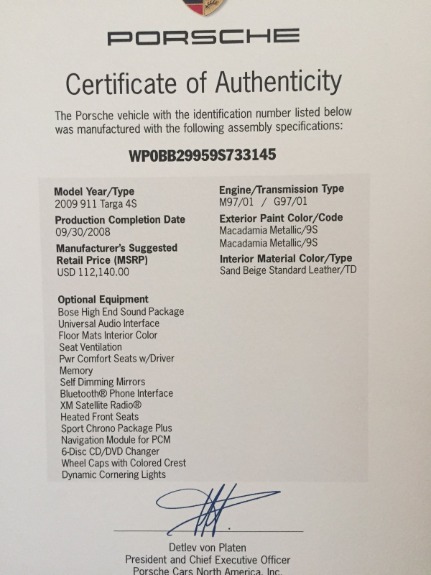 PORSCHE
Certificate of Authenticity
The Porsche vehicle with the identification number listed below
was manufactured with the following assembly specifications:
WP0BB29959S733145
Model Year/Type
2009 911 Targa 4S
Production Completion Date
09/30/2008
Manufacturer's Suggested
Retail Price (MSRP)
USD 112,140.00
Engine/Transmission Type
M97/01 / G97/01
Exterior Paint Color/Code
Macadamia Metallic/9S
Macadamia Metallic/9S
Interior Material Color/Type
Sand Beige Standard Leather/TD
Optional Equipment
Bose High End Sound Package
Universal Audio Interface
Floor Mats Interior Color
Seat Ventilation
Pwr Comfort Seats w/Driver
Memory
Self Dimming Mirrors
Bluetooth® Phone Interface
XM Satellite Radio®
Heated Front Seats
Sport Chrono Package Plus
Navigation Module for PCM
6-Disc CD/DVD Changer
Wheel Caps with Colored Crest
Dynamic Cornering Lights
Detlev von Platen
President and Chief Executive Officer
Porsche Cars North America, Inc.